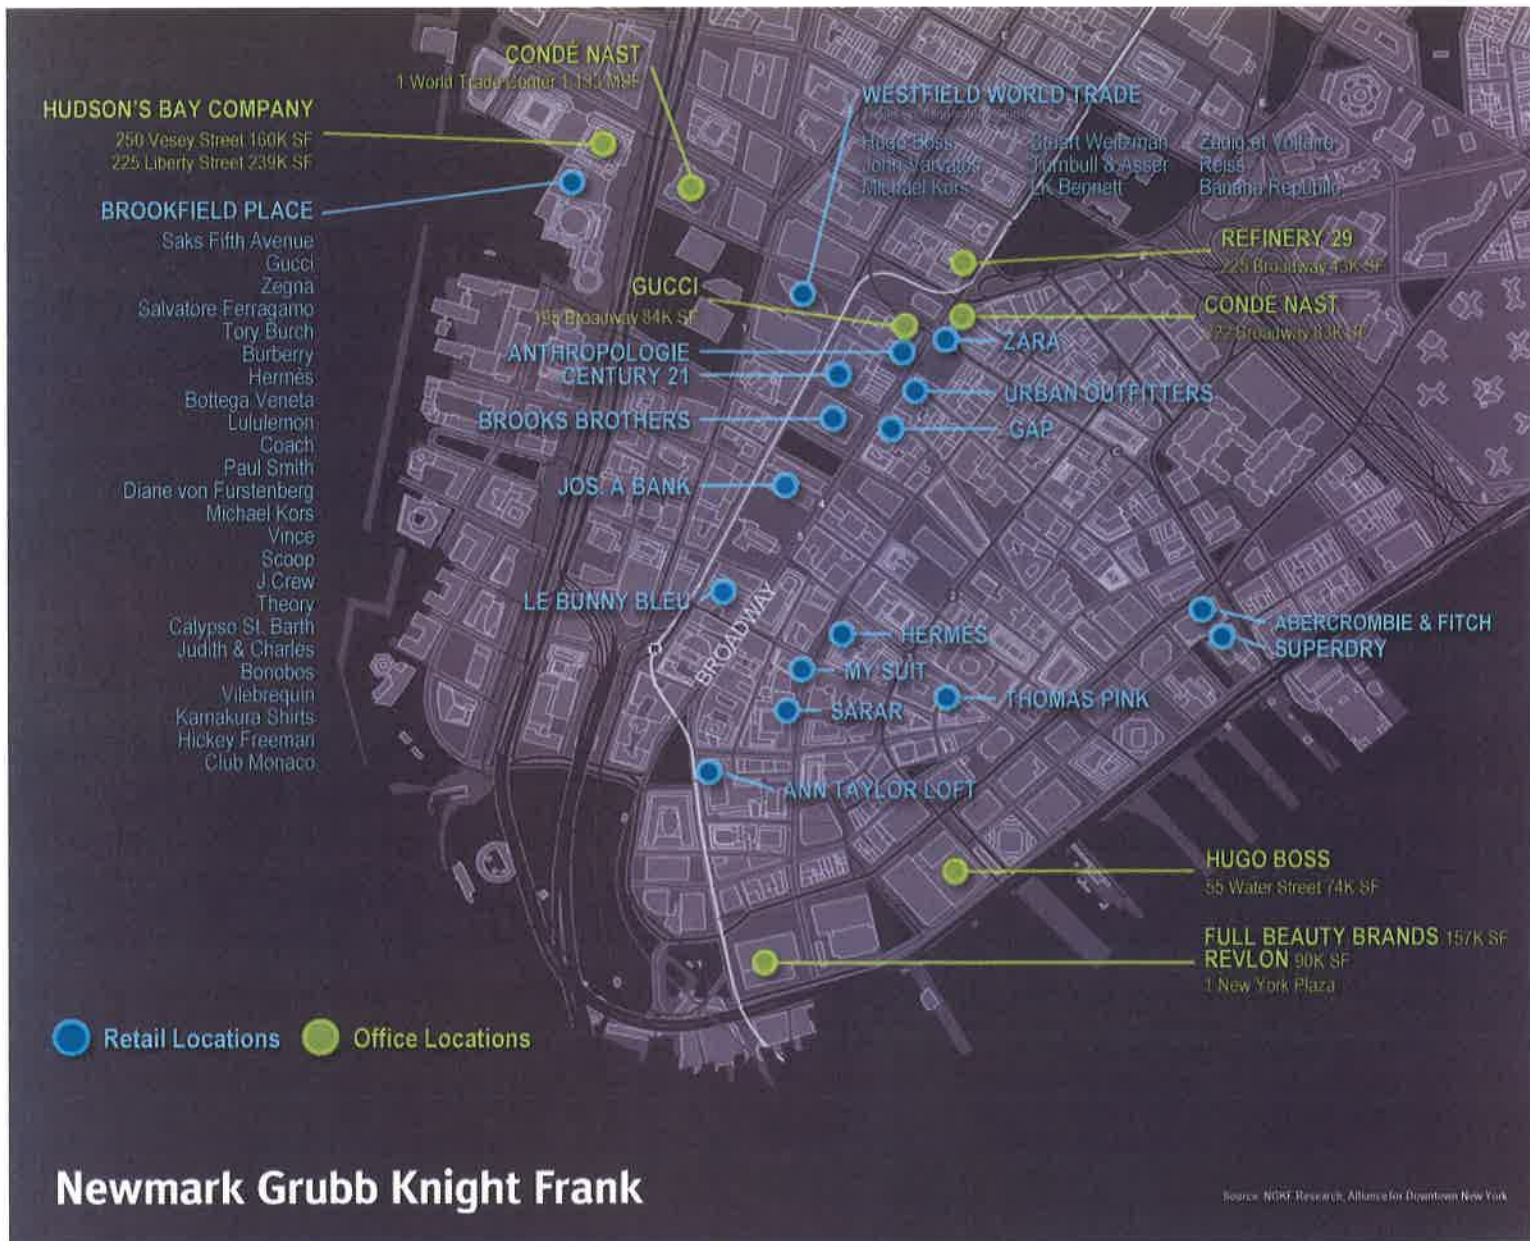 CONDÉ NAST
1 World Trade Center 1.193 MSF
HUDSON'S BAY COMPANY
250 Vesey Street 160K SF
225 Liberty Street 239K SF
BROOKFIELD PLACE
Saks Fifth Avenue
Gucci
Zegna
Salvatore Ferragamo
Tory Burch
Burberry
Hermès
Bottega Veneta
Lululemon
Coach
Paul Smith
Diane von Furstenberg
Michael Kors
Vince
Scoop
J.Crew
Theory
Calypso St. Barth
Judith & Charles
Bonobos
Vilebrequin
Kamakura Shirts
Hickey Freeman
Club Monaco
WESTFIELD WORLD TRADE
Hugo Boss Stuart Weitzman Zadig et Voltaire
John Varvatos Turnbull & Asser Reiss
Michael Kors LK Bennett Banana Republic
REFINERY 29
225 Broadway 45K SF
GUCCI
195 Broadway 84K SF
CONDE NAST
222 Broadway 83K SF
ANTHROPOLOGIE
ZARA
CENTURY 21
URBAN OUTFITTERS
BROOKS BROTHERS
GAP
JOS. A BANK
LE BUNNY BLEU
BROADWAY
HERMÈS
ABERCROMBIE & FITCH
SUPERDRY
MY SUIT
THOMAS PINK
SARAR
ANN TAYLOR LOFT
HUGO BOSS
55 Water Street 74K SF
FULL BEAUTY BRANDS 157K SF
REVLON 90K SF
1 New York Plaza
Retail Locations Office Locations
Newmark Grubb Knight Frank
Source: NGKF Research, Alliance for Downtown New York